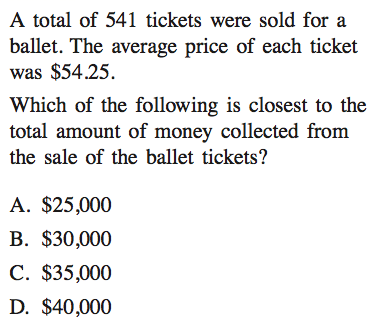 A total of 541 tickets were sold for a
ballet. The average price of each ticket
was $54.25.
Which of the following is closest to the
total amount of money collected from
the sale of the ballet tickets?
A. $25,000
B. $30,000
C. $35,000
D. $40,000